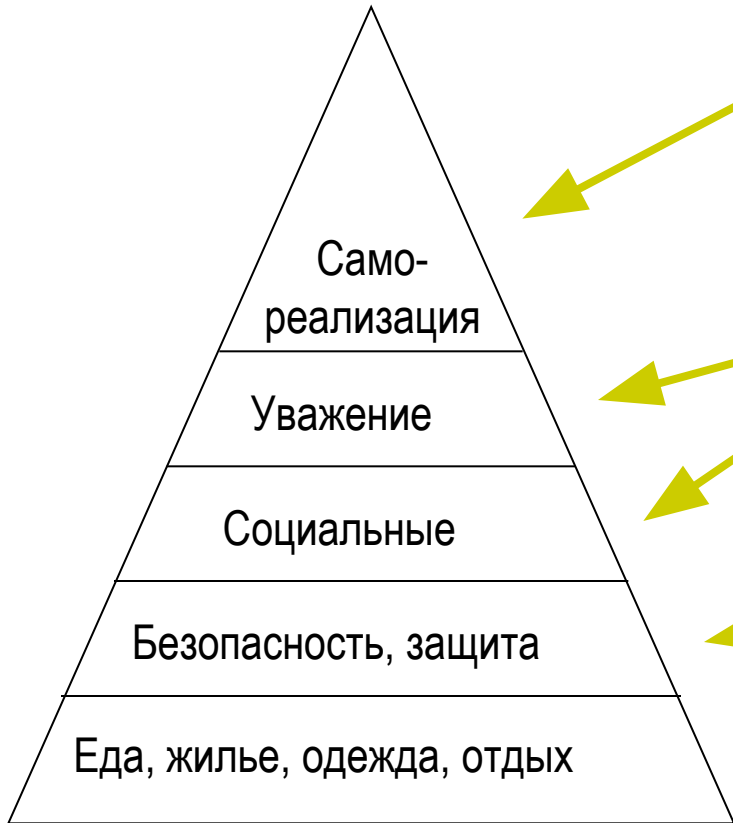 Само-
реализация
Уважение
Социальные
Безопасность, защита
Еда, жилье, одежда, отдых